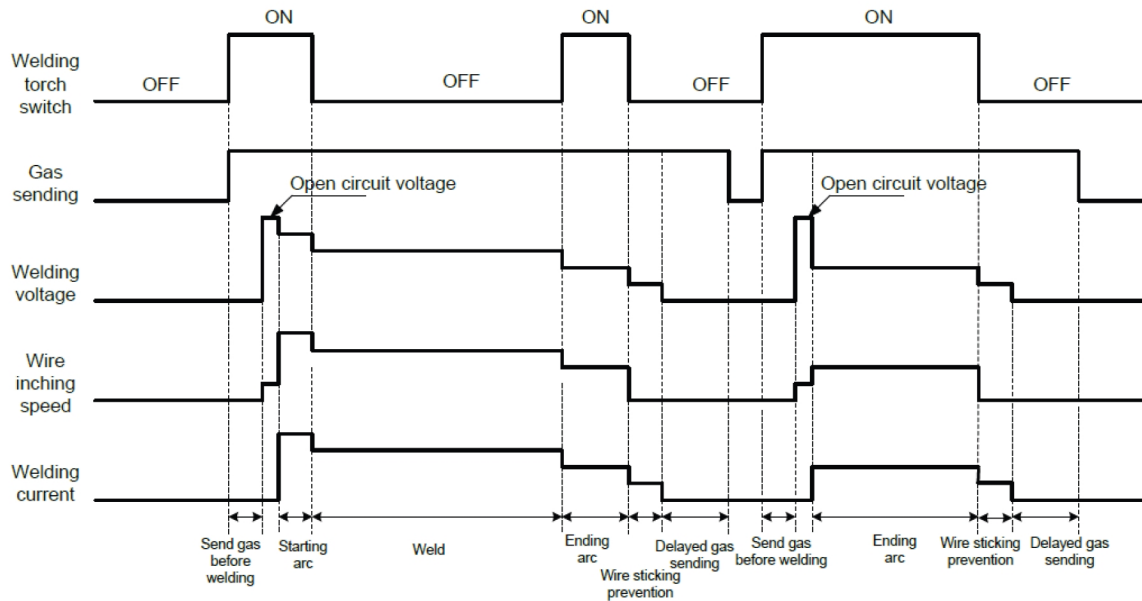 ON
ON
ON
Welding
torch
switch
OFF
OFF
OFF
OFF
Gas
sending
Open circuit voltage
Open circuit voltage
Welding
voltage
Wire
inching
speed
Welding
current
Send gas
before
welding
Starting
arc
Weld
Ending
arc
Wire sticking
prevention
Delayed gas
sending
Send gas
before welding
Ending
arc
Wire sticking
prevention
Delayed gas
sending